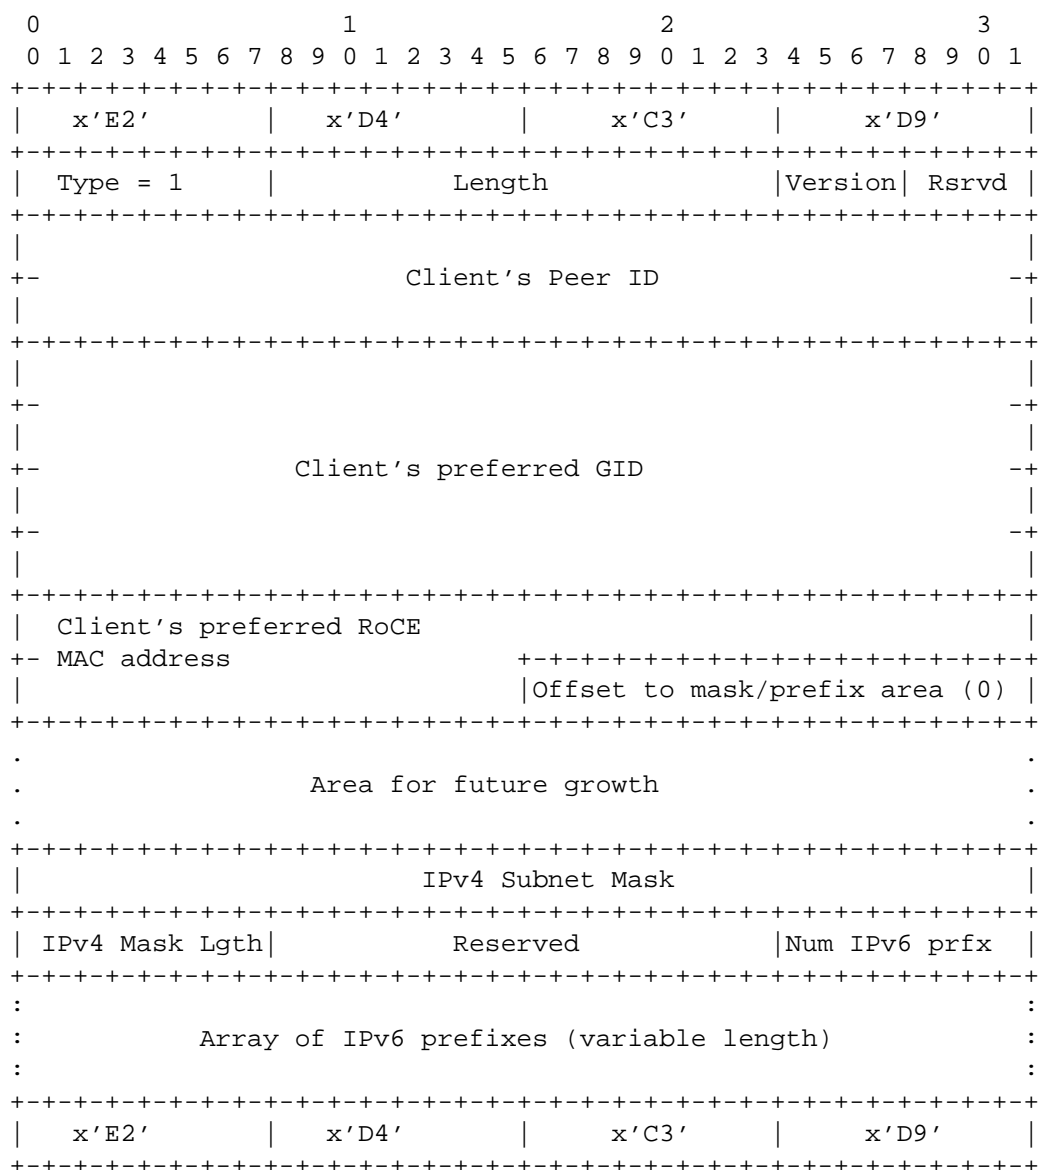 0                   1                   2                   3
 0 1 2 3 4 5 6 7 8 9 0 1 2 3 4 5 6 7 8 9 0 1 2 3 4 5 6 7 8 9 0 1
+-+-+-+-+-+-+-+-+-+-+-+-+-+-+-+-+-+-+-+-+-+-+-+-+-+-+-+-+-+-+-+-+
|   x'E2'       |   x'D4'       |     x'C3'     |     x'D9'     |
+-+-+-+-+-+-+-+-+-+-+-+-+-+-+-+-+-+-+-+-+-+-+-+-+-+-+-+-+-+-+-+-+
|  Type = 1     |           Length              |Version| Rsrvd |
+-+-+-+-+-+-+-+-+-+-+-+-+-+-+-+-+-+-+-+-+-+-+-+-+-+-+-+-+-+-+-+-+
|                                                               |
+-                       Client's Peer ID                      -+
|                                                               |
+-+-+-+-+-+-+-+-+-+-+-+-+-+-+-+-+-+-+-+-+-+-+-+-+-+-+-+-+-+-+-+-+
|                                                               |
+-                                                             -+
|                                                               |
+-                Client's preferred GID                       -+
|                                                               |
+-                                                             -+
|                                                               |
+-+-+-+-+-+-+-+-+-+-+-+-+-+-+-+-+-+-+-+-+-+-+-+-+-+-+-+-+-+-+-+-+
|  Client's preferred RoCE                                      |
+- MAC address                  +-+-+-+-+-+-+-+-+-+-+-+-+-+-+-+-+
|                               |Offset to mask/prefix area (0) |
+-+-+-+-+-+-+-+-+-+-+-+-+-+-+-+-+-+-+-+-+-+-+-+-+-+-+-+-+-+-+-+-+
.                                                               .
.                  Area for future growth                       .
.                                                               .
+-+-+-+-+-+-+-+-+-+-+-+-+-+-+-+-+-+-+-+-+-+-+-+-+-+-+-+-+-+-+-+-+
|                         IPv4 Subnet Mask                      |
+-+-+-+-+-+-+-+-+-+-+-+-+-+-+-+-+-+-+-+-+-+-+-+-+-+-+-+-+-+-+-+-+
| IPv4 Mask Lgth|           Reserved            |Num IPv6 prfx  |
+-+-+-+-+-+-+-+-+-+-+-+-+-+-+-+-+-+-+-+-+-+-+-+-+-+-+-+-+-+-+-+-+
:                                                               :
:           Array of IPv6 prefixes (variable length)            :
:                                                               :
+-+-+-+-+-+-+-+-+-+-+-+-+-+-+-+-+-+-+-+-+-+-+-+-+-+-+-+-+-+-+-+-+
|   x'E2'       |   x'D4'       |     x'C3'     |     x'D9'     |
+-+-+-+-+-+-+-+-+-+-+-+-+-+-+-+-+-+-+-+-+-+-+-+-+-+-+-+-+-+-+-+-+